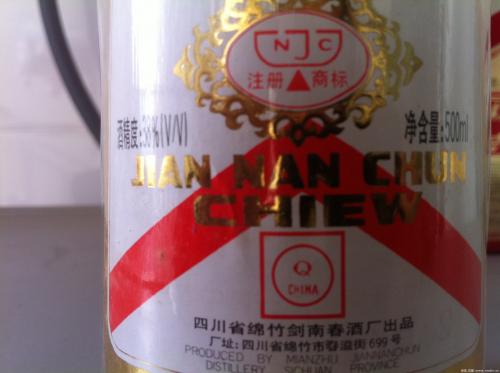 NJC
注册 商标
酒精度:38%(V/V)
净含量:500ml
JIAN NAN CHUN
CHIEW
Q
CHINA
四川省绵竹剑南春酒厂出品
厂址:四川省绵竹市春溢街699号
PRODUCED BY MIANZHU JIANNANCHUN
DISTILLERY SICHUAN PROVINCE